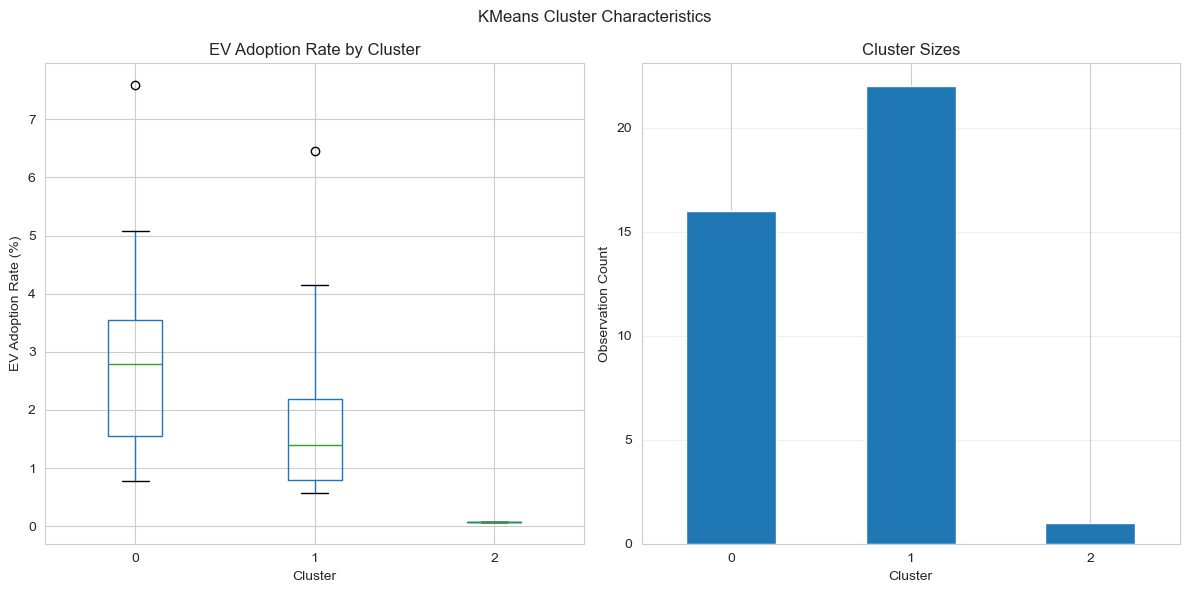 KMeans Cluster Characteristics
EV Adoption Rate by Cluster
7
6
5
4
3
2
1
0
EV Adoption Rate (%)
0 1 2
Cluster
Cluster Sizes
20
15
10
5
0
Observation Count
0 1 2
Cluster